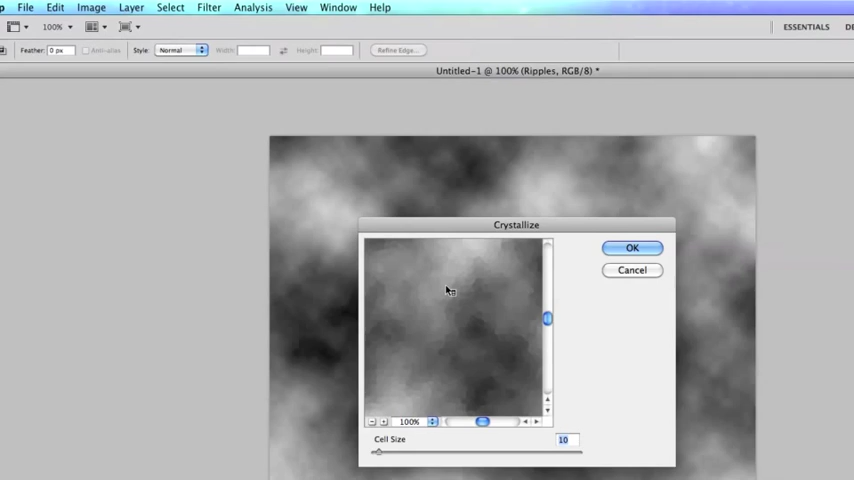 p File Edit Image Layer Select Filter Analysis View Window Help
100% ESSENTIALS DE
Feather: 0 px Anti-alias Style: Normal Width: Height: Refine Edge...
Untitled-1 @ 100% (Ripples, RGB/8) *
Crystallize
OK
Cancel
100%
Cell Size 10